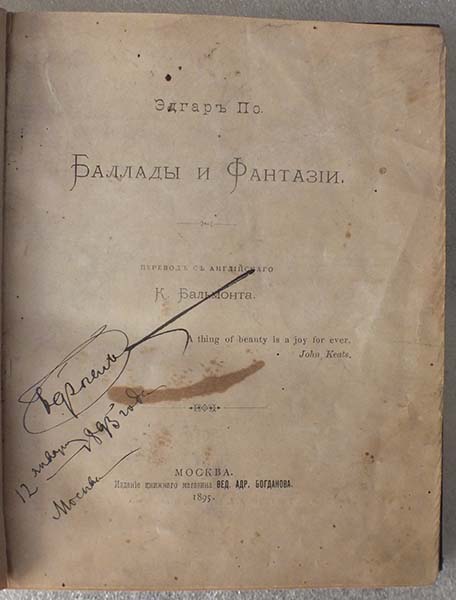 Эдгаръ По.
Баллады и Фантазіи.
ПЕРЕВОДЪ СЪ АНГЛІЙСКАГО
К. Бальмонта.
A thing of beauty is a joy for ever.
John Keats.
12 января 1895 года
Москва
МОСКВА.
Изданіе книжнаго магазина ВЕД. АДР. БОГДАНОВА.
1895.